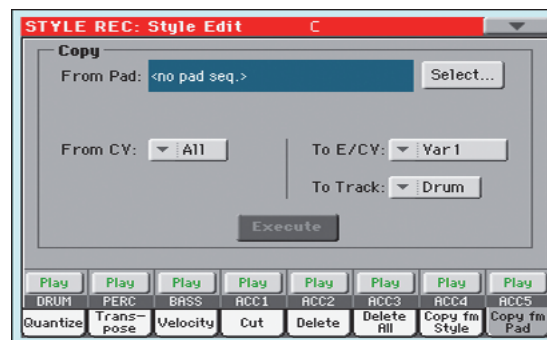 STYLE REC: Style Edit C
Copy
From Pad: <no pad seq.> Select...
From CV: All To E/CV: Var1
To Track: Drum
Execute
Play Play Play Play Play Play Play Play
DRUM PERC BASS ACC1 ACC2 ACC3 ACC4 ACC5
Quantize Trans- Velocity Cut Delete Delete Copy fm Copy fm
pose All Style Pad